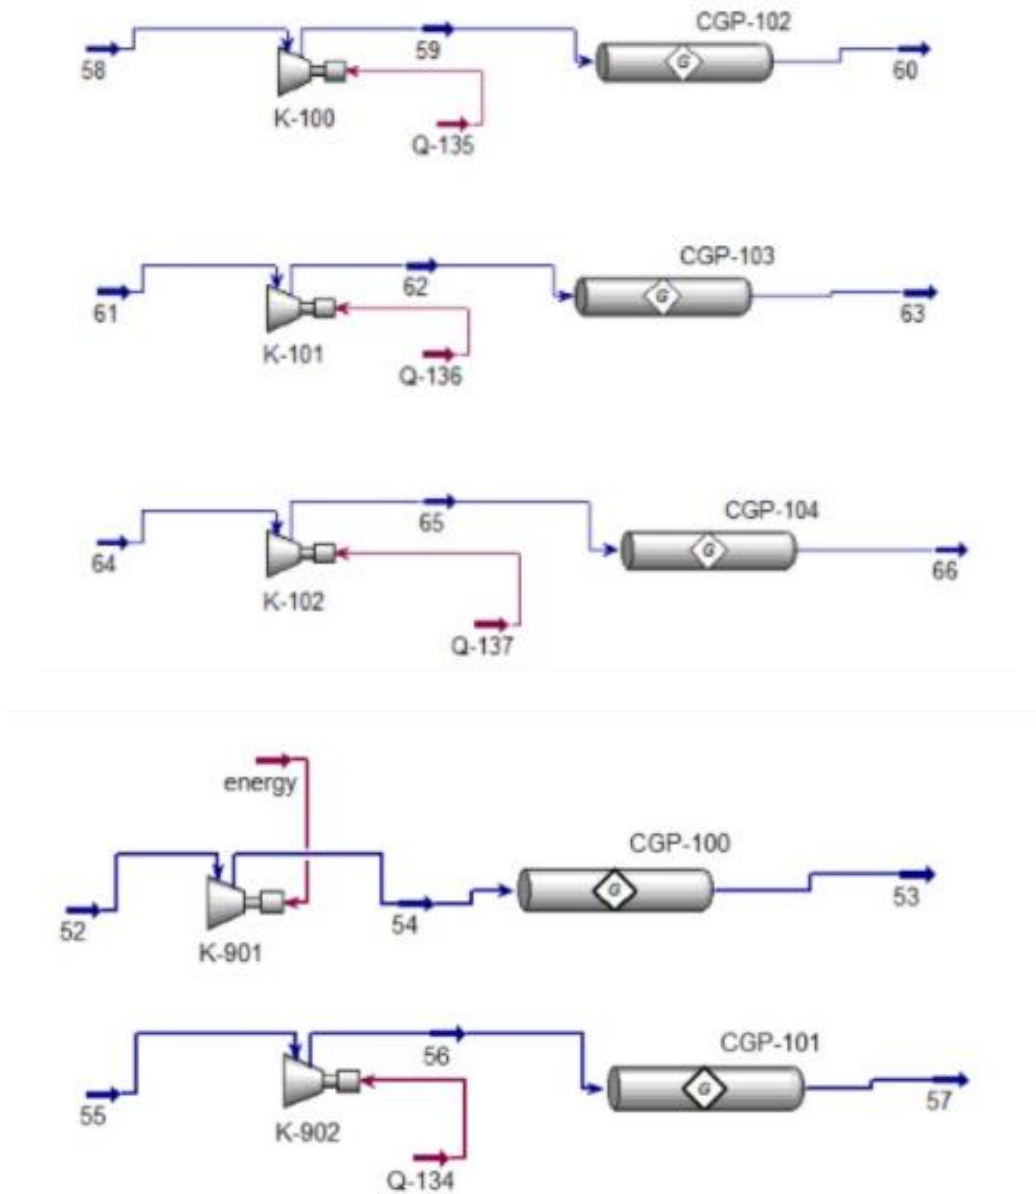 CGP-102
58
59
G
60
K-100
Q-135
CGP-103
61
62
G
63
K-101
Q-136
CGP-104
64
65
G
66
K-102
Q-137
energy
CGP-100
52
54
G
53
K-901
CGP-101
55
56
G
57
K-902
Q-134